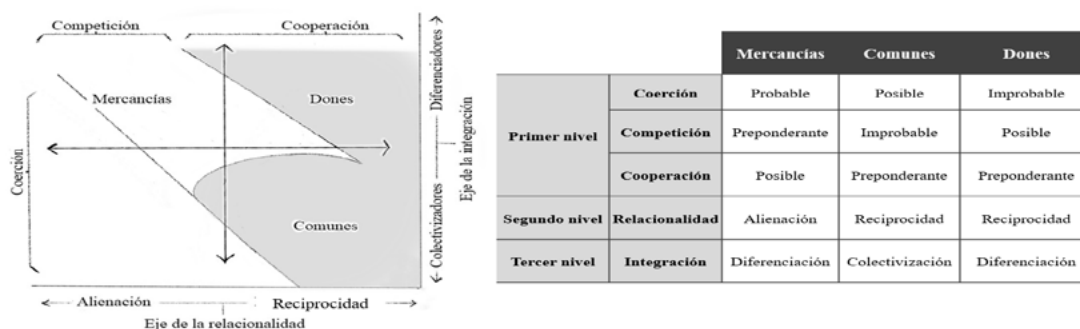 Competición
Cooperación
Mercancías
Dones
Comunes
Coerción
← Colectivizadores
Diferenciadores →
Eje de la integración
Alienación
Reciprocidad
Eje de la relacionalidad
Mercancías Comunes Dones
Primer nivel
Coerción Probable Posible Improbable
Competición Preponderante Improbable Posible
Cooperación Posible Preponderante Preponderante
Segundo nivel Relacionalidad Alienación Reciprocidad Reciprocidad
Tercer nivel Integración Diferenciación Colectivización Diferenciación